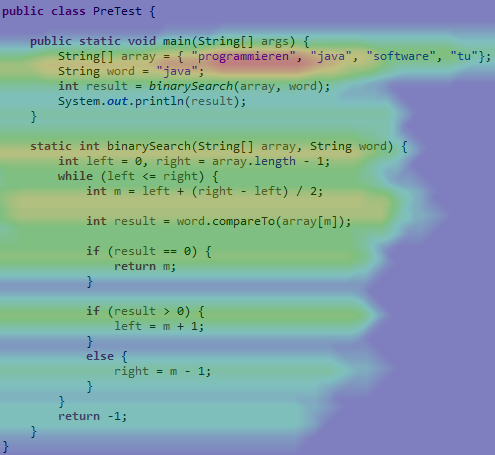 public class PreTest {
public static void main(String[] args) {
String[] array = { "programmieren", "java", "software", "tu"};
String word = "java";
int result = binarySearch(array, word);
System.out.println(result);
}
static int binarySearch(String[] array, String word) {
int left = 0, right = array.length - 1;
while (left <= right) {
int m = left + (right - left) / 2;
int result = word.compareTo(array[m]);
if (result == 0) {
return m;
}
if (result > 0) {
left = m + 1;
}
else {
right = m - 1;
}
}
return -1;
}
}